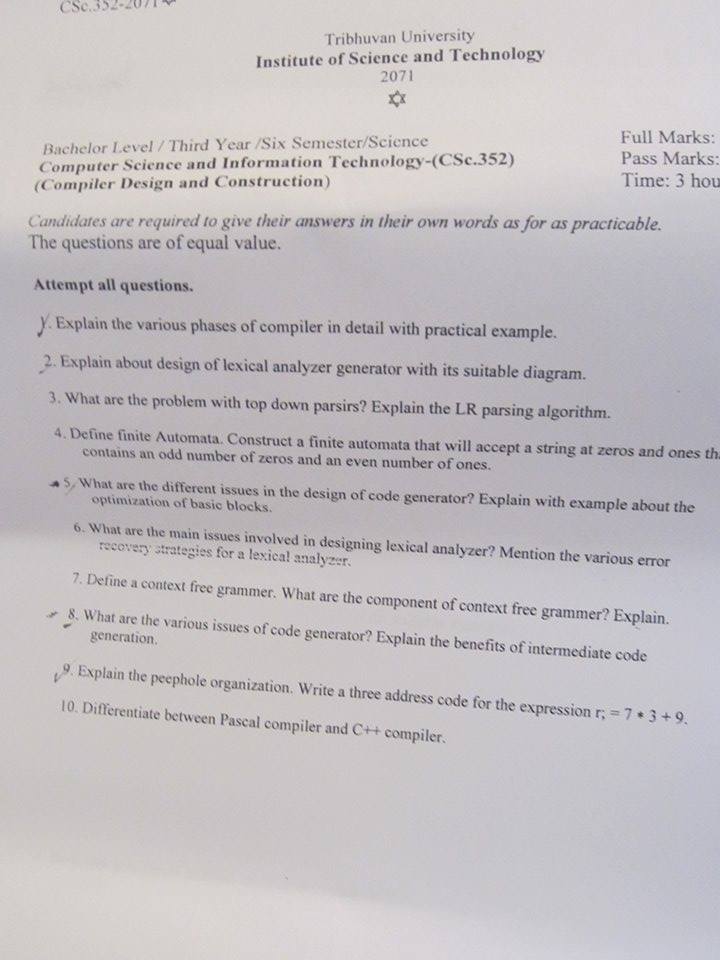 CSc.352-2071
Tribhuvan University
Institute of Science and Technology
2071
Bachelor Level / Third Year /Six Semester/Science
Full Marks:
Computer Science and Information Technology-(CSc.352)
Pass Marks:
(Compiler Design and Construction)
Time: 3 hou
Candidates are required to give their answers in their own words as for as practicable.
The questions are of equal value.
Attempt all questions.
1. Explain the various phases of compiler in detail with practical example.
2. Explain about design of lexical analyzer generator with its suitable diagram.
3. What are the problem with top down parsirs? Explain the LR parsing algorithm.
4. Define finite Automata. Construct a finite automata that will accept a string at zeros and ones tha
contains an odd number of zeros and an even number of ones.
5. What are the different issues in the design of code generator? Explain with example about the
optimization of basic blocks.
6. What are the main issues involved in designing lexical analyzer? Mention the various error
recovery strategies for a lexical analyzer.
7. Define a context free grammer. What are the component of context free grammer? Explain.
8. What are the various issues of code generator? Explain the benefits of intermediate code
generation.
9. Explain the peephole organization. Write a three address code for the expression r; = 7 * 3 + 9.
10. Differentiate between Pascal compiler and C++ compiler.